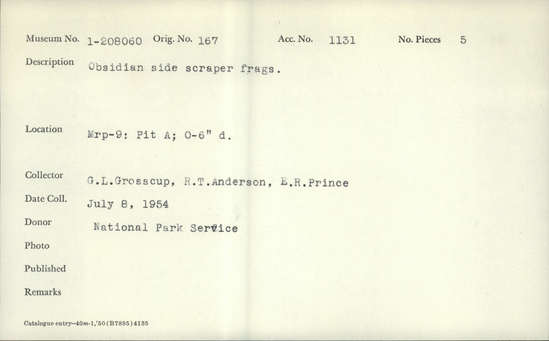 Museum No. 1-208060 Orig. No. 167 Acc. No. 1131 No. Pieces 5
Description Obsidian side scraper frags.
Location Mrp-9: Pit A; 0-6" d.
Collector G.L.Grosscup, R.T.Anderson, E.R.Prince
Date Coll. July 8, 1954
Donor National Park Service
Photo
Published
Remarks
Catalogue entry—40m-1,'50(B7895)4135